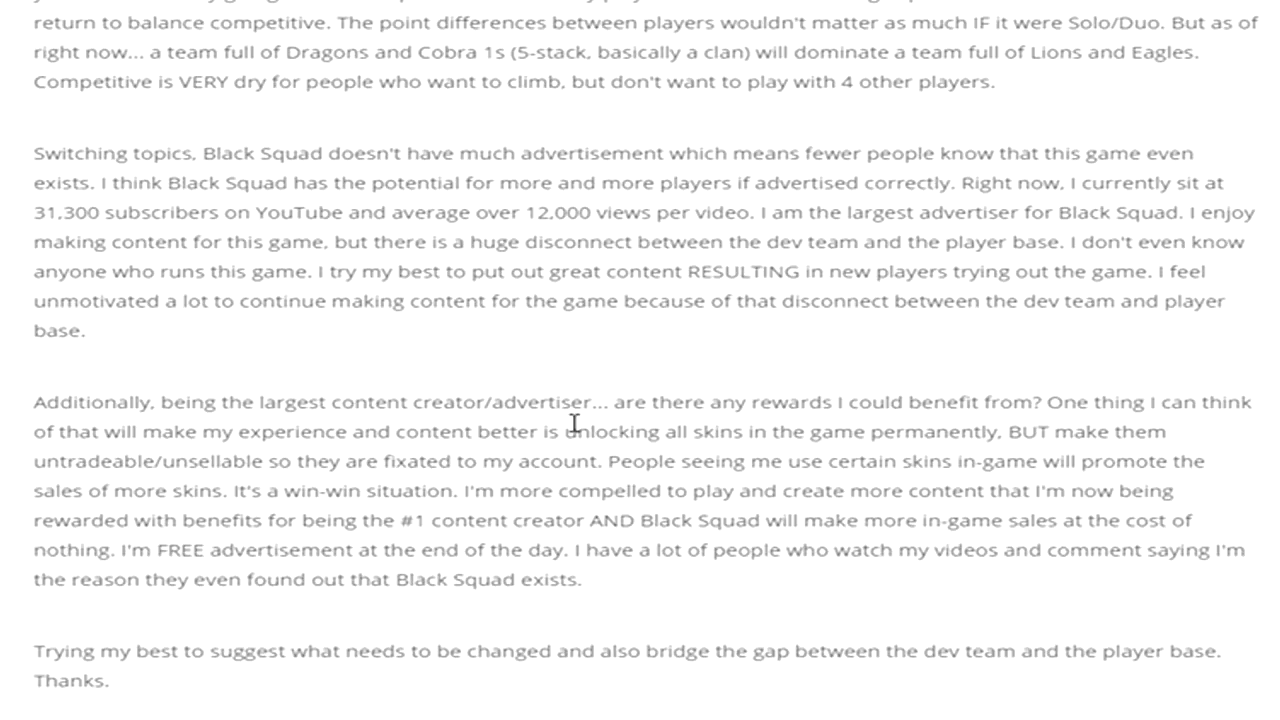 return to balance competitive. The point differences between players wouldn't matter as much IF it were Solo/Duo. But as of
right now... a team full of Dragons and Cobra 1s (5-stack, basically a clan) will dominate a team full of Lions and Eagles.
Competitive is VERY dry for people who want to climb, but don't want to play with 4 other players.
Switching topics, Black Squad doesn't have much advertisement which means fewer people know that this game even
exists. I think Black Squad has the potential for more and more players if advertised correctly. Right now, I currently sit at
31,300 subscribers on YouTube and average over 12,000 views per video. I am the largest advertiser for Black Squad. I enjoy
making content for this game, but there is a huge disconnect between the dev team and the player base. I don't even know
anyone who runs this game. I try my best to put out great content RESULTING in new players trying out the game. I feel
unmotivated a lot to continue making content for the game because of that disconnect between the dev team and player
base.
Additionally, being the largest content creator/advertiser... are there any rewards I could benefit from? One thing I can think
of that will make my experience and content better is unlocking all skins in the game permanently, BUT make them
untradeable/unsellable so they are fixated to my account. People seeing me use certain skins in-game will promote the
sales of more skins. It's a win-win situation. I'm more compelled to play and create more content that I'm now being
rewarded with benefits for being the #1 content creator AND Black Squad will make more in-game sales at the cost of
nothing. I'm FREE advertisement at the end of the day. I have a lot of people who watch my videos and comment saying I'm
the reason they even found out that Black Squad exists.
Trying my best to suggest what needs to be changed and also bridge the gap between the dev team and the player base.
Thanks.